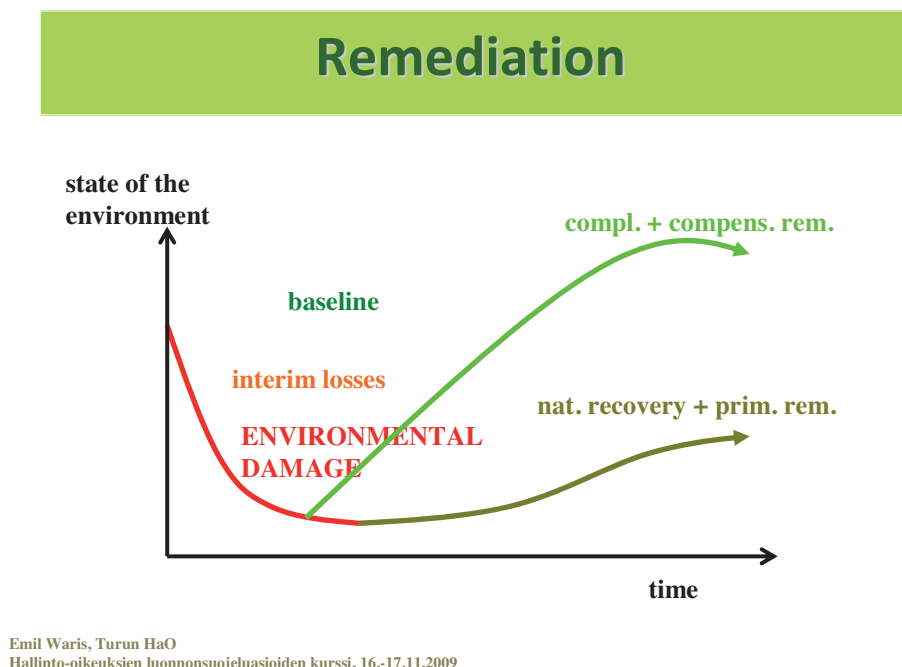 Remediation
state of the
environment
compl. + compens. rem.
baseline
interim losses
nat. recovery + prim. rem.
ENVIRONMENTAL
DAMAGE
time
Emil Waris, Turun HaO
Hallinto-oikeuksien luonnonsuojeluasioiden kurssi, 16.-17.11.2009